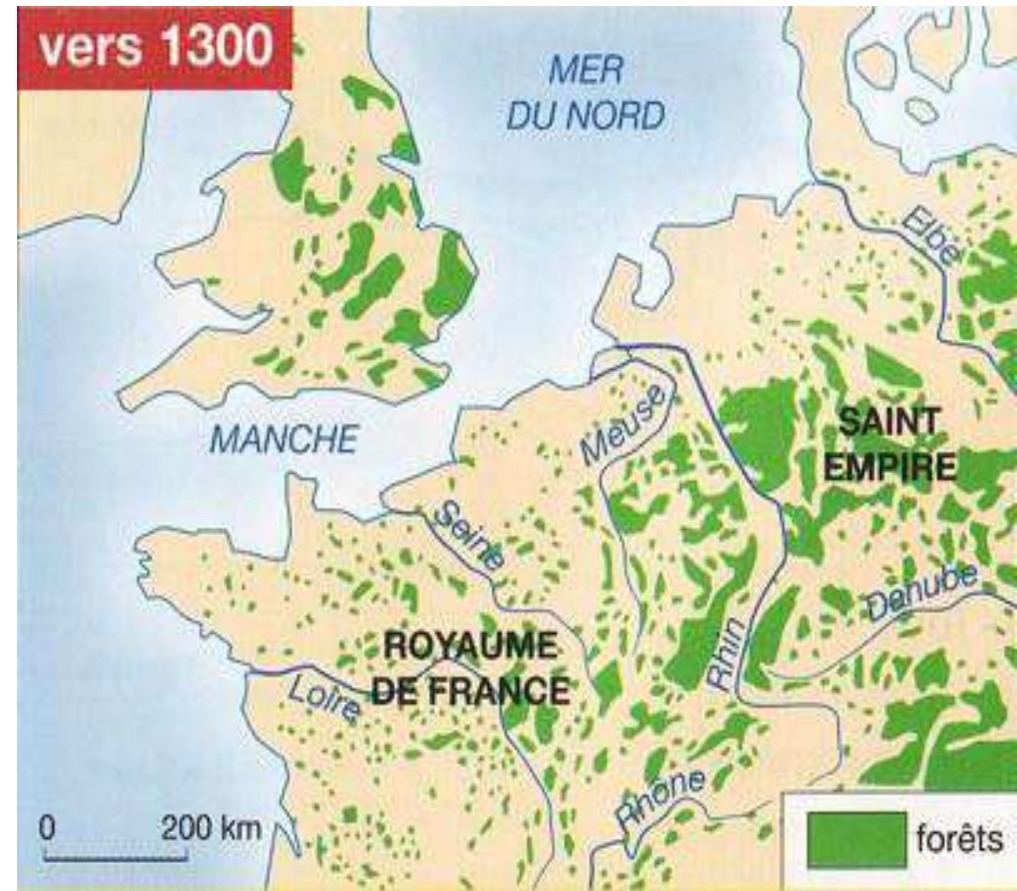 vers 1300
MER
DU NORD
Elbe
Meuse
SAINT
EMPIRE
MANCHE
Seine
Danube
ROYAUME
DE FRANCE
Rhin
Loire
Rhône
0 200 km
forêts